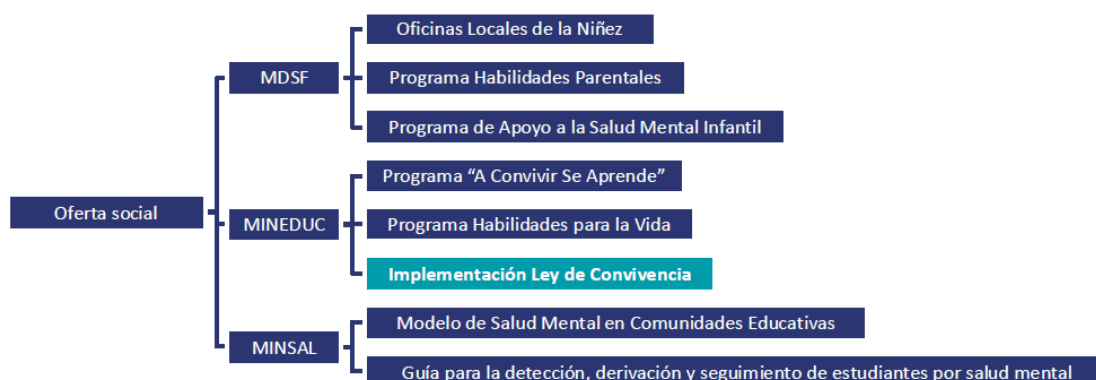 Oferta social
MDSF
Oficinas Locales de la Niñez
Programa Habilidades Parentales
Programa de Apoyo a la Salud Mental Infantil
MINEDUC
Programa “A Convivir Se Aprende”
Programa Habilidades para la Vida
Implementación Ley de Convivencia
MINSAL
Modelo de Salud Mental en Comunidades Educativas
Guía para la detección, derivación y seguimiento de estudiantes por salud mental